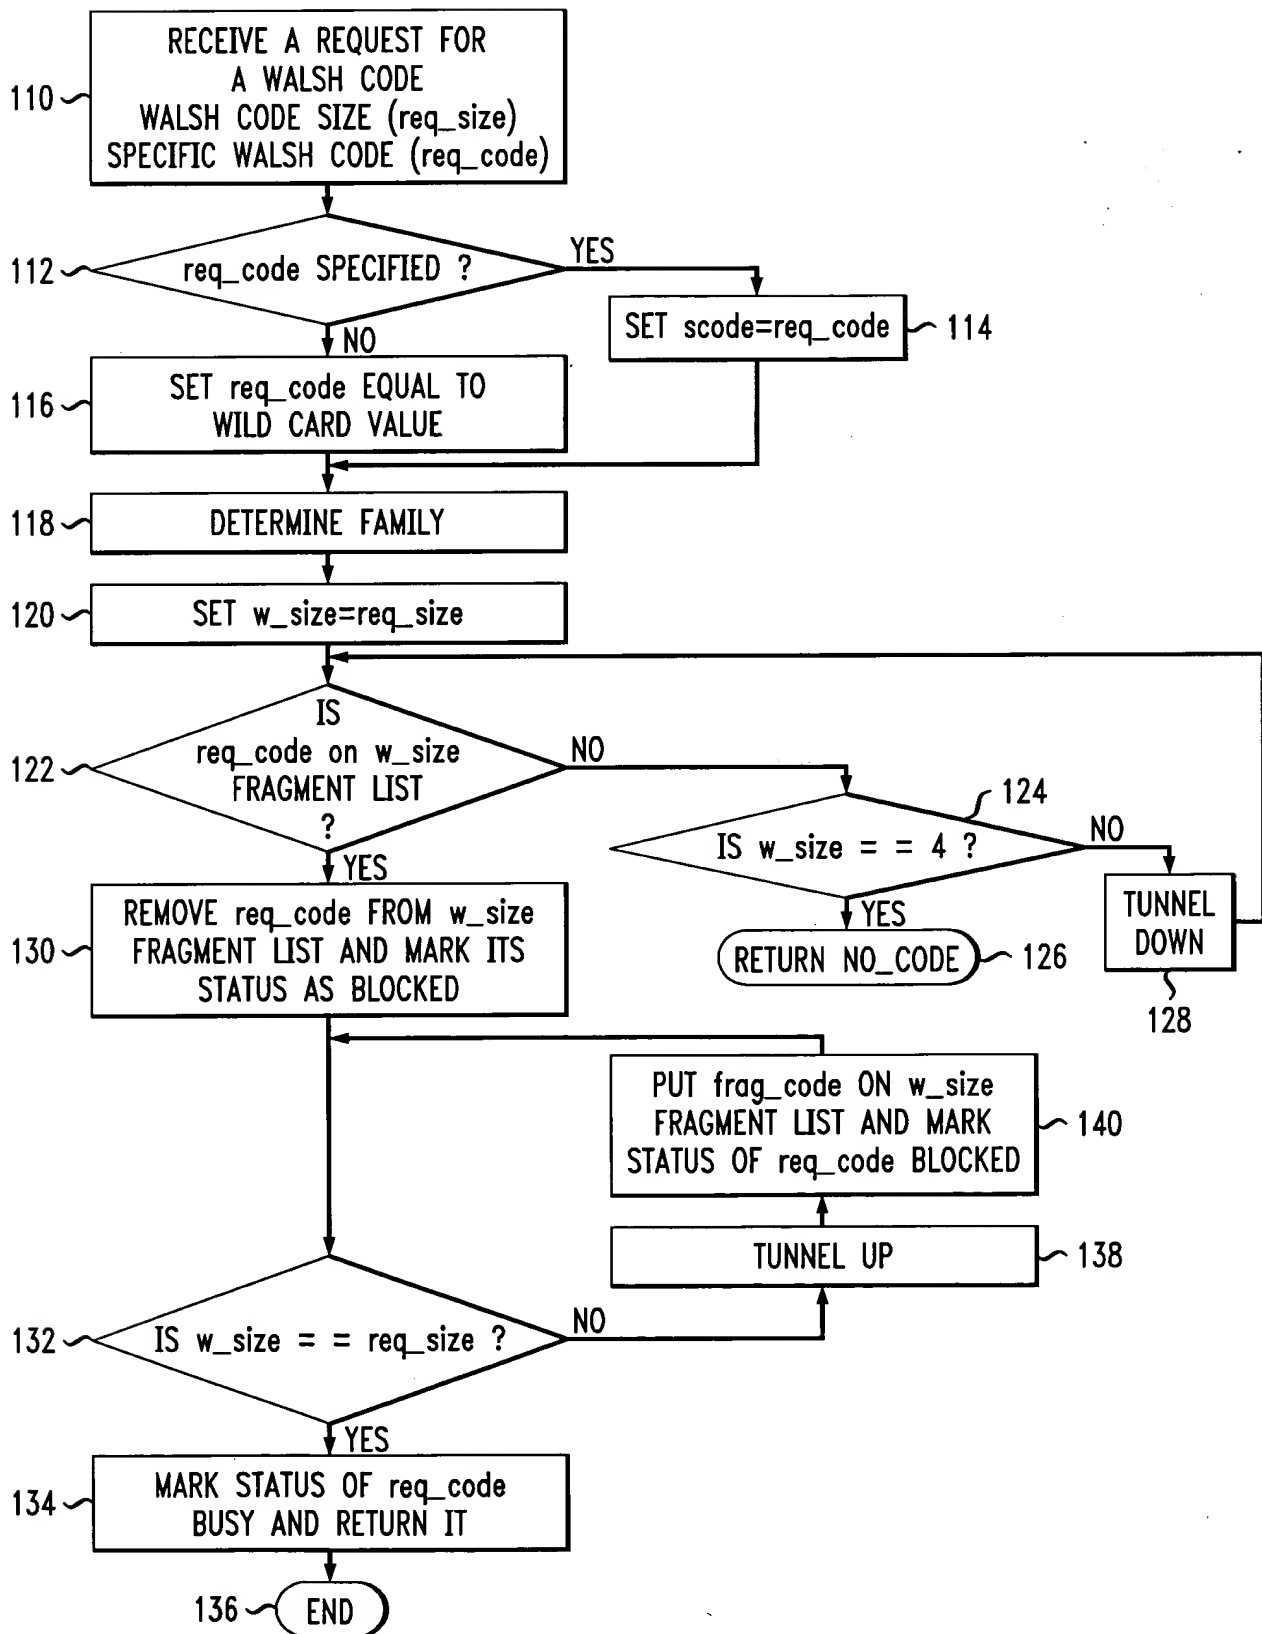 RECEIVE A REQUEST FOR
A WALSH CODE
WALSH CODE SIZE (req_size)
SPECIFIC WALSH CODE (req_code)
110
req_code SPECIFIED ?
112
YES
SET scode=req_code
114
NO
SET req_code EQUAL TO
WILD CARD VALUE
116
DETERMINE FAMILY
118
SET w_size=req_size
120
IS
req_code on w_size
FRAGMENT LIST
?
122
NO
124
IS w_size = = 4 ?
NO
TUNNEL
DOWN
128
YES
RETURN NO_CODE
126
YES
REMOVE req_code FROM w_size
FRAGMENT LIST AND MARK ITS
STATUS AS BLOCKED
130
PUT frag_code ON w_size
FRAGMENT LIST AND MARK
STATUS OF req_code BLOCKED
140
TUNNEL UP
138
IS w_size = = req_size ?
132
NO
YES
MARK STATUS OF req_code
BUSY AND RETURN IT
134
END
136